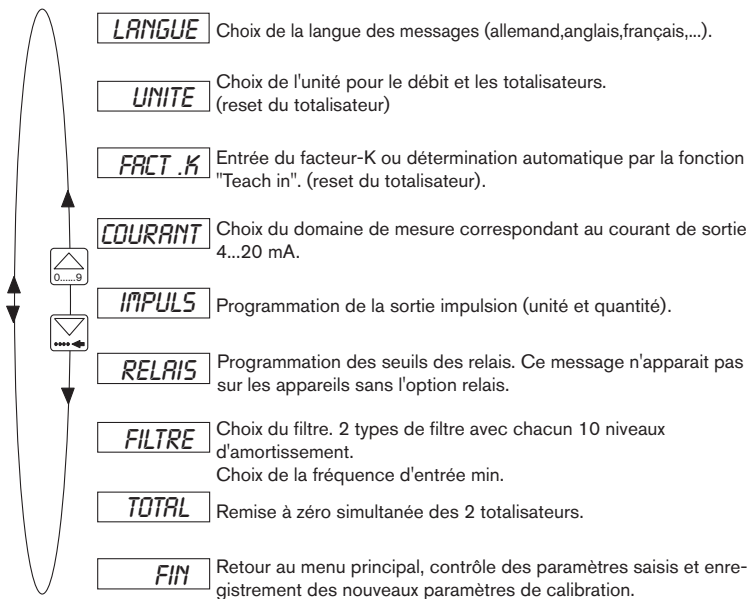 LANGUE Choix de la langue des messages (allemand,anglais,français,...).
UNITE Choix de l'unité pour le débit et les totalisateurs.
(reset du totalisateur)
FACT .K Entrée du facteur-K ou détermination automatique par la fonction
"Teach in". (reset du totalisateur).
COURANT Choix du domaine de mesure correspondant au courant de sortie
4...20 mA.
0......9
IMPULS Programmation de la sortie impulsion (unité et quantité).
RELAIS Programmation des seuils des relais. Ce message n'apparait pas
sur les appareils sans l'option relais.
FILTRE Choix du filtre. 2 types de filtre avec chacun 10 niveaux
d'amortissement.
Choix de la fréquence d'entrée min.
TOTAL Remise à zéro simultanée des 2 totalisateurs.
FIN Retour au menu principal, contrôle des paramètres saisis et enre-
gistrement des nouveaux paramètres de calibration.